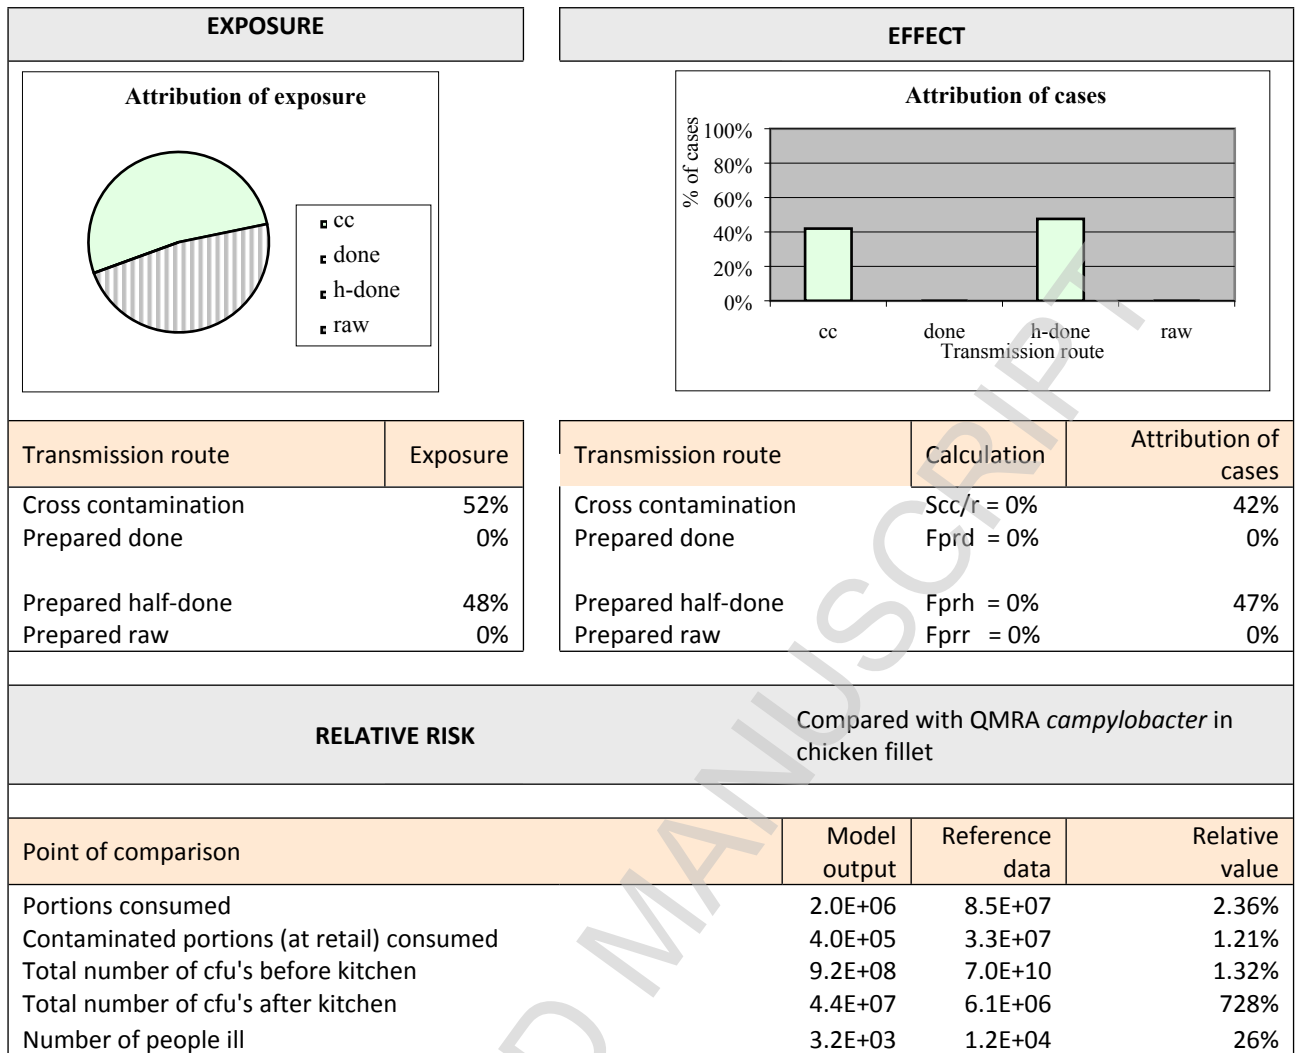 EXPOSURE
EFFECT
Attribution of exposure
cc
done
h-done
raw
Attribution of cases
% of cases
100%
80%
60%
40%
20%
0%
cc done h-done raw
Transmission route
Transmission route Exposure
Cross contamination 52%
Prepared done 0%
Prepared half-done 48%
Prepared raw 0%
Transmission route Calculation Attribution of
cases
Cross contamination Scc/r = 0% 42%
Prepared done Fprd = 0% 0%
Prepared half-done Fprh = 0% 47%
Prepared raw Fprr = 0% 0%
RELATIVE RISK
Compared with QMRA campylobacter in
chicken fillet
Point of comparison Model Reference Relative
output data value
Portions consumed 2.0E+06 8.5E+07 2.36%
Contaminated portions (at retail) consumed 4.0E+05 3.3E+07 1.21%
Total number of cfu's before kitchen 9.2E+08 7.0E+10 1.32%
Total number of cfu's after kitchen 4.4E+07 6.1E+06 728%
Number of people ill 3.2E+03 1.2E+04 26%
D MANUSCRIPT